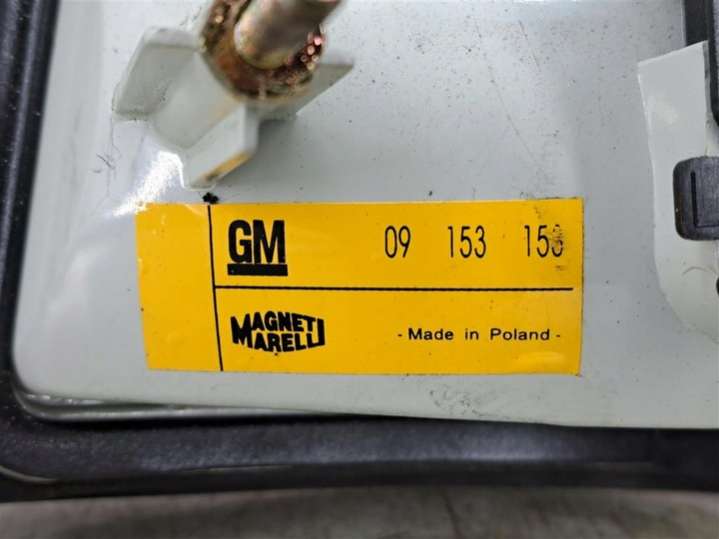 GM 09 153
MAGNETI
MARELLI
- Made in Poland -